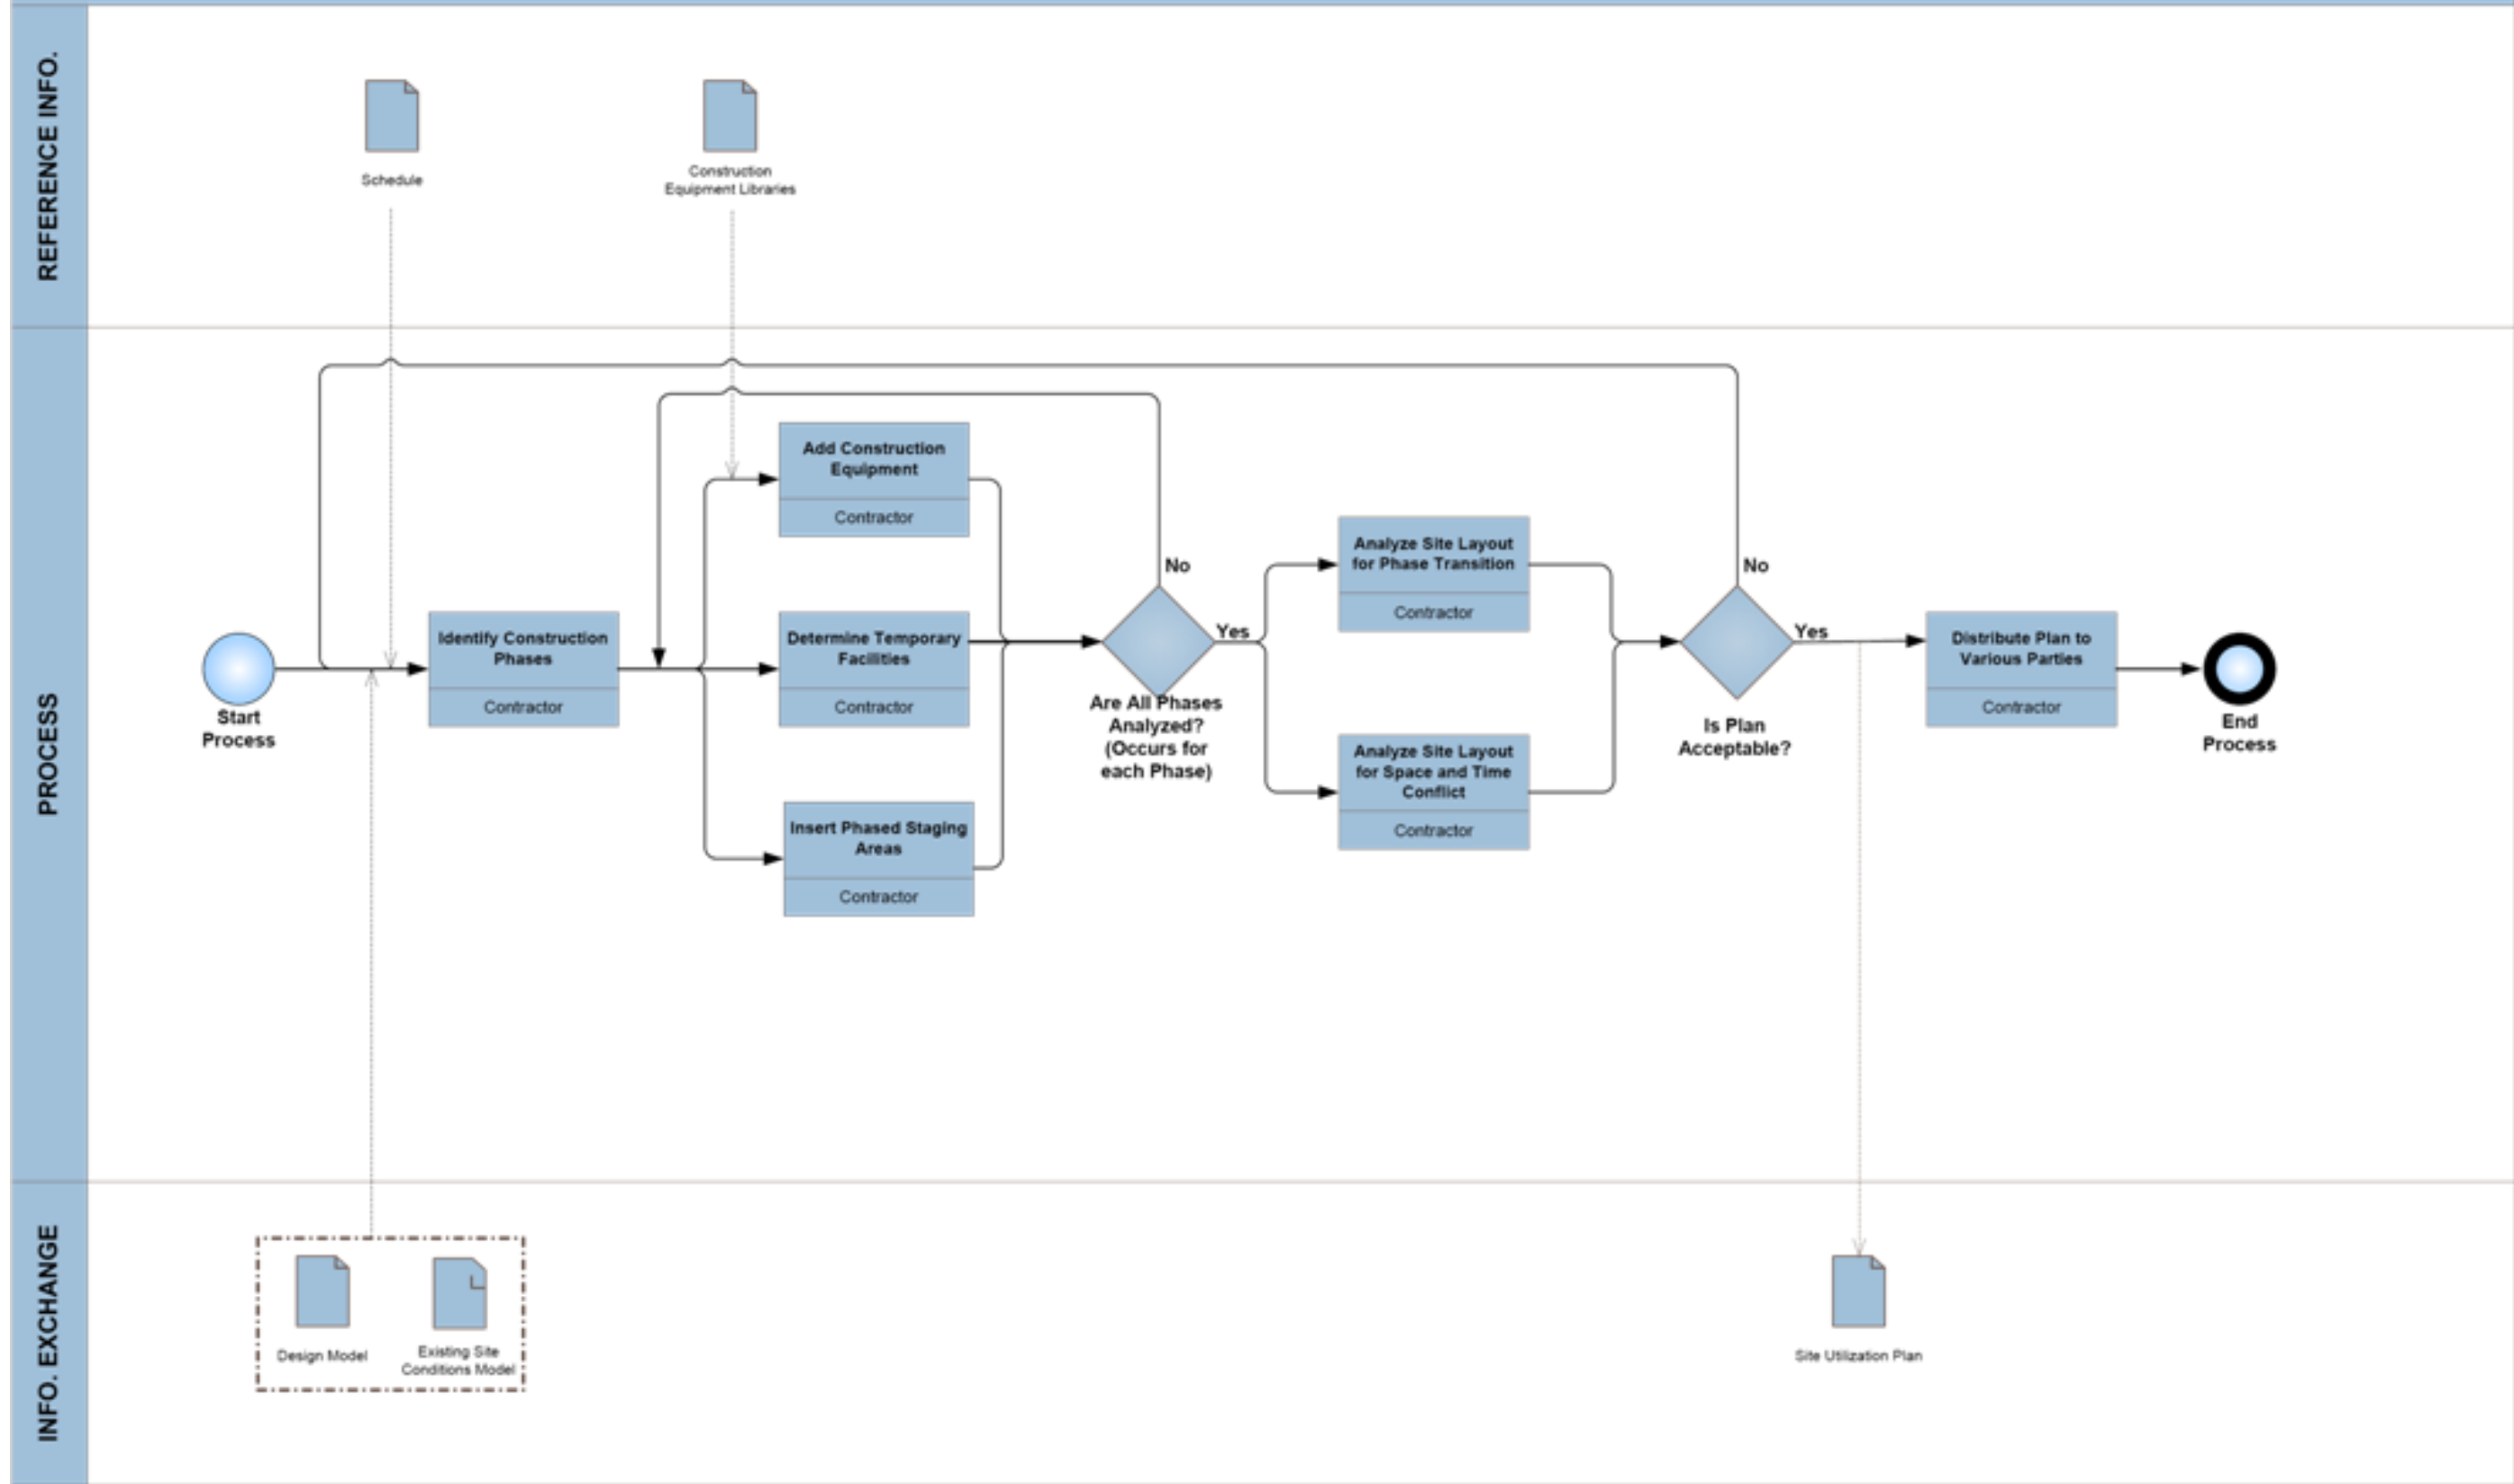 REFERENCE INFO.
Schedule
Construction
Equipment Libraries
PROCESS
Start
Process
Identify Construction
Phases
Contractor
Add Construction
Equipment
Contractor
Determine Temporary
Facilities
Contractor
Insert Phased Staging
Areas
Contractor
No
Yes
Are All Phases
Analyzed?
(Occurs for
each Phase)
Analyze Site Layout
for Phase Transition
Contractor
Analyze Site Layout
for Space and Time
Conflict
Contractor
No
Yes
Is Plan
Acceptable?
Distribute Plan to
Various Parties
Contractor
End
Process
INFO. EXCHANGE
Design Model
Existing Site
Conditions Model
Site Utilization Plan